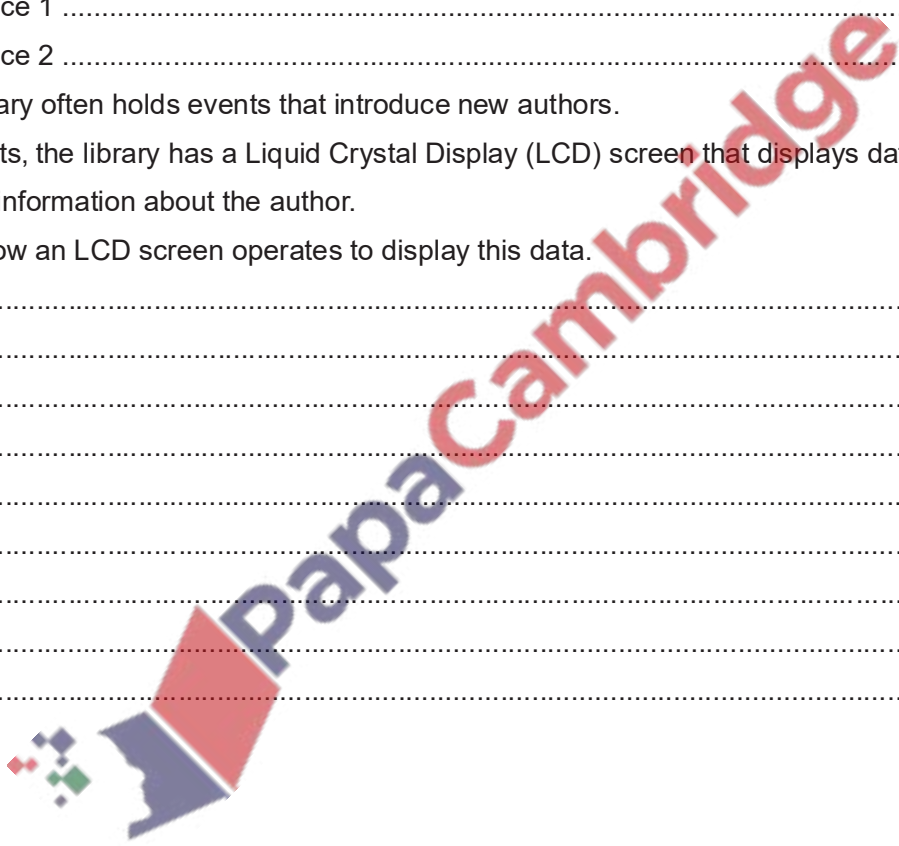 ce 1 ..........................................................................................................
ce 2 ..........................................................................................................
ary often holds events that introduce new authors.
ts, the library has a Liquid Crystal Display (LCD) screen that displays da
information about the author.
ow an LCD screen operates to display this data.
PapaCambridge